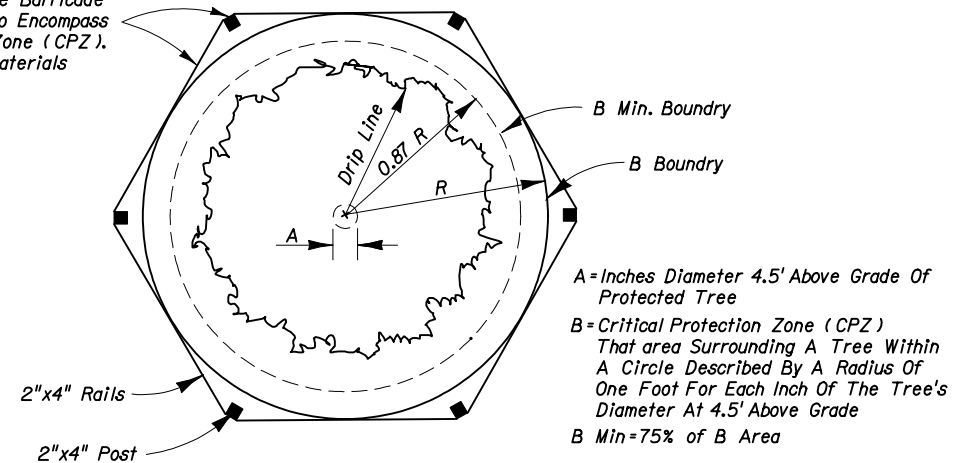 e Barricade
o Encompass
Zone (CPZ).
aterials
Drip Line
0.87 R
R
A
B Min. Boundry
B Boundry
A=Inches Diameter 4.5' Above Grade Of
Protected Tree
B=Critical Protection Zone (CPZ)
That area Surrounding A Tree Within
A Circle Described By A Radius Of
One Foot For Each Inch Of The Tree's
Diameter At 4.5' Above Grade
B Min=75% of B Area
2"x4" Rails
2"x4" Post